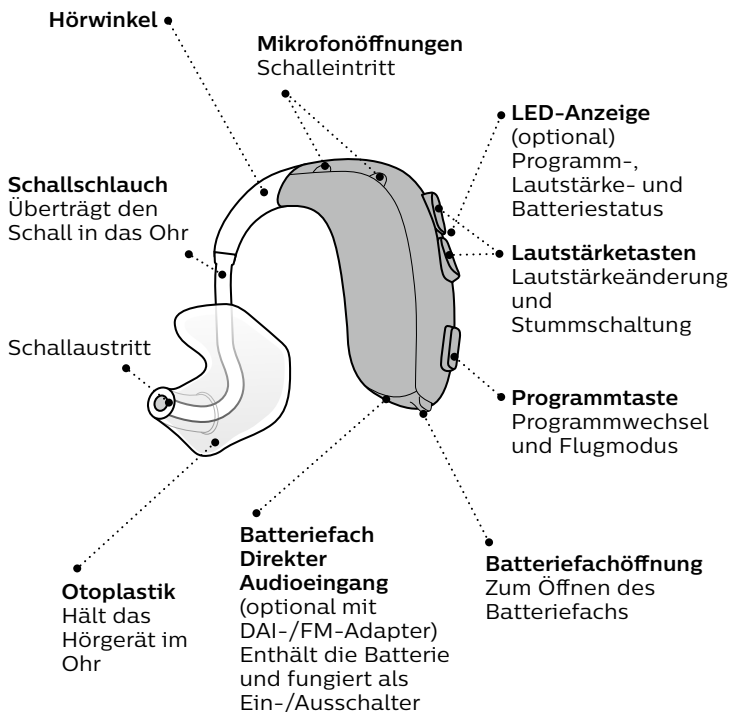 Hörwinkel
Mikrofonöffnungen
Schalleintritt
LED-Anzeige
(optional)
Programm-,
Lautstärke- und
Batteriestatus
Schallschlauch
Überträgt den
Schall in das Ohr
Lautstärketasten
Lautstärkeänderung
und
Stummschaltung
Schallaustritt
Programmtaste
Programmwechsel
und Flugmodus
Batteriefach
Direkter
Audioeingang
(optional mit
DAI-/FM-Adapter)
Enthält die Batterie
und fungiert als
Ein-/Ausschalter
Batteriefachöffnung
Zum Öffnen des
Batteriefachs
Otoplastik
Hält das
Hörgerät im
Ohr